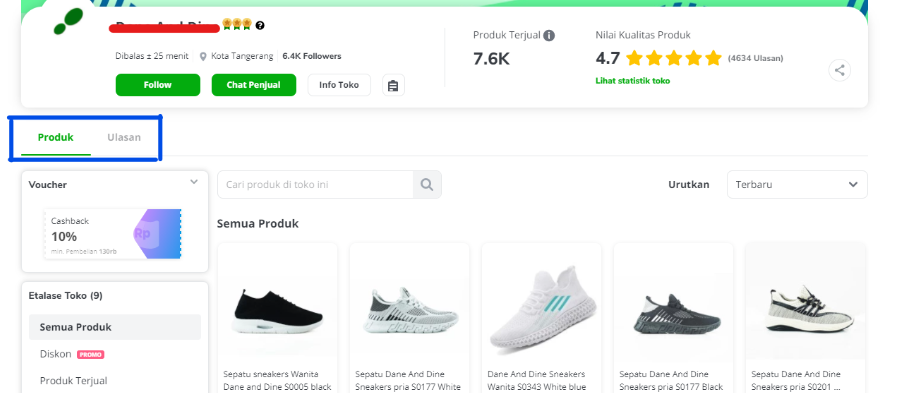 Dibalas ± 25 menit Kota Tangerang 6.4K Followers
Follow Chat Penjual Info Toko
Produk Terjual
7.6K
Nilai Kualitas Produk
4.7 (4634 Ulasan)
Lihat statistik toko
Produk Ulasan
Voucher
Cashback
10%
min. Pembelian 130rb
Rp
Etalase Toko (9)
Semua Produk
Diskon PROMO
Produk Terjual
Cari produk di toko ini
Urutkan Terbaru
Semua Produk
Sepatu sneakers Wanita
Dane and Dine S0005 black
Sepatu Dane And Dine
Sneakers pria S0177 White
Dane And Dine Sneakers
Wanita S0343 White blue
Sepatu Dane And Dine
Sneakers pria S0177 Black
Sepatu Dane And Dine
Sneakers pria S0201 ...